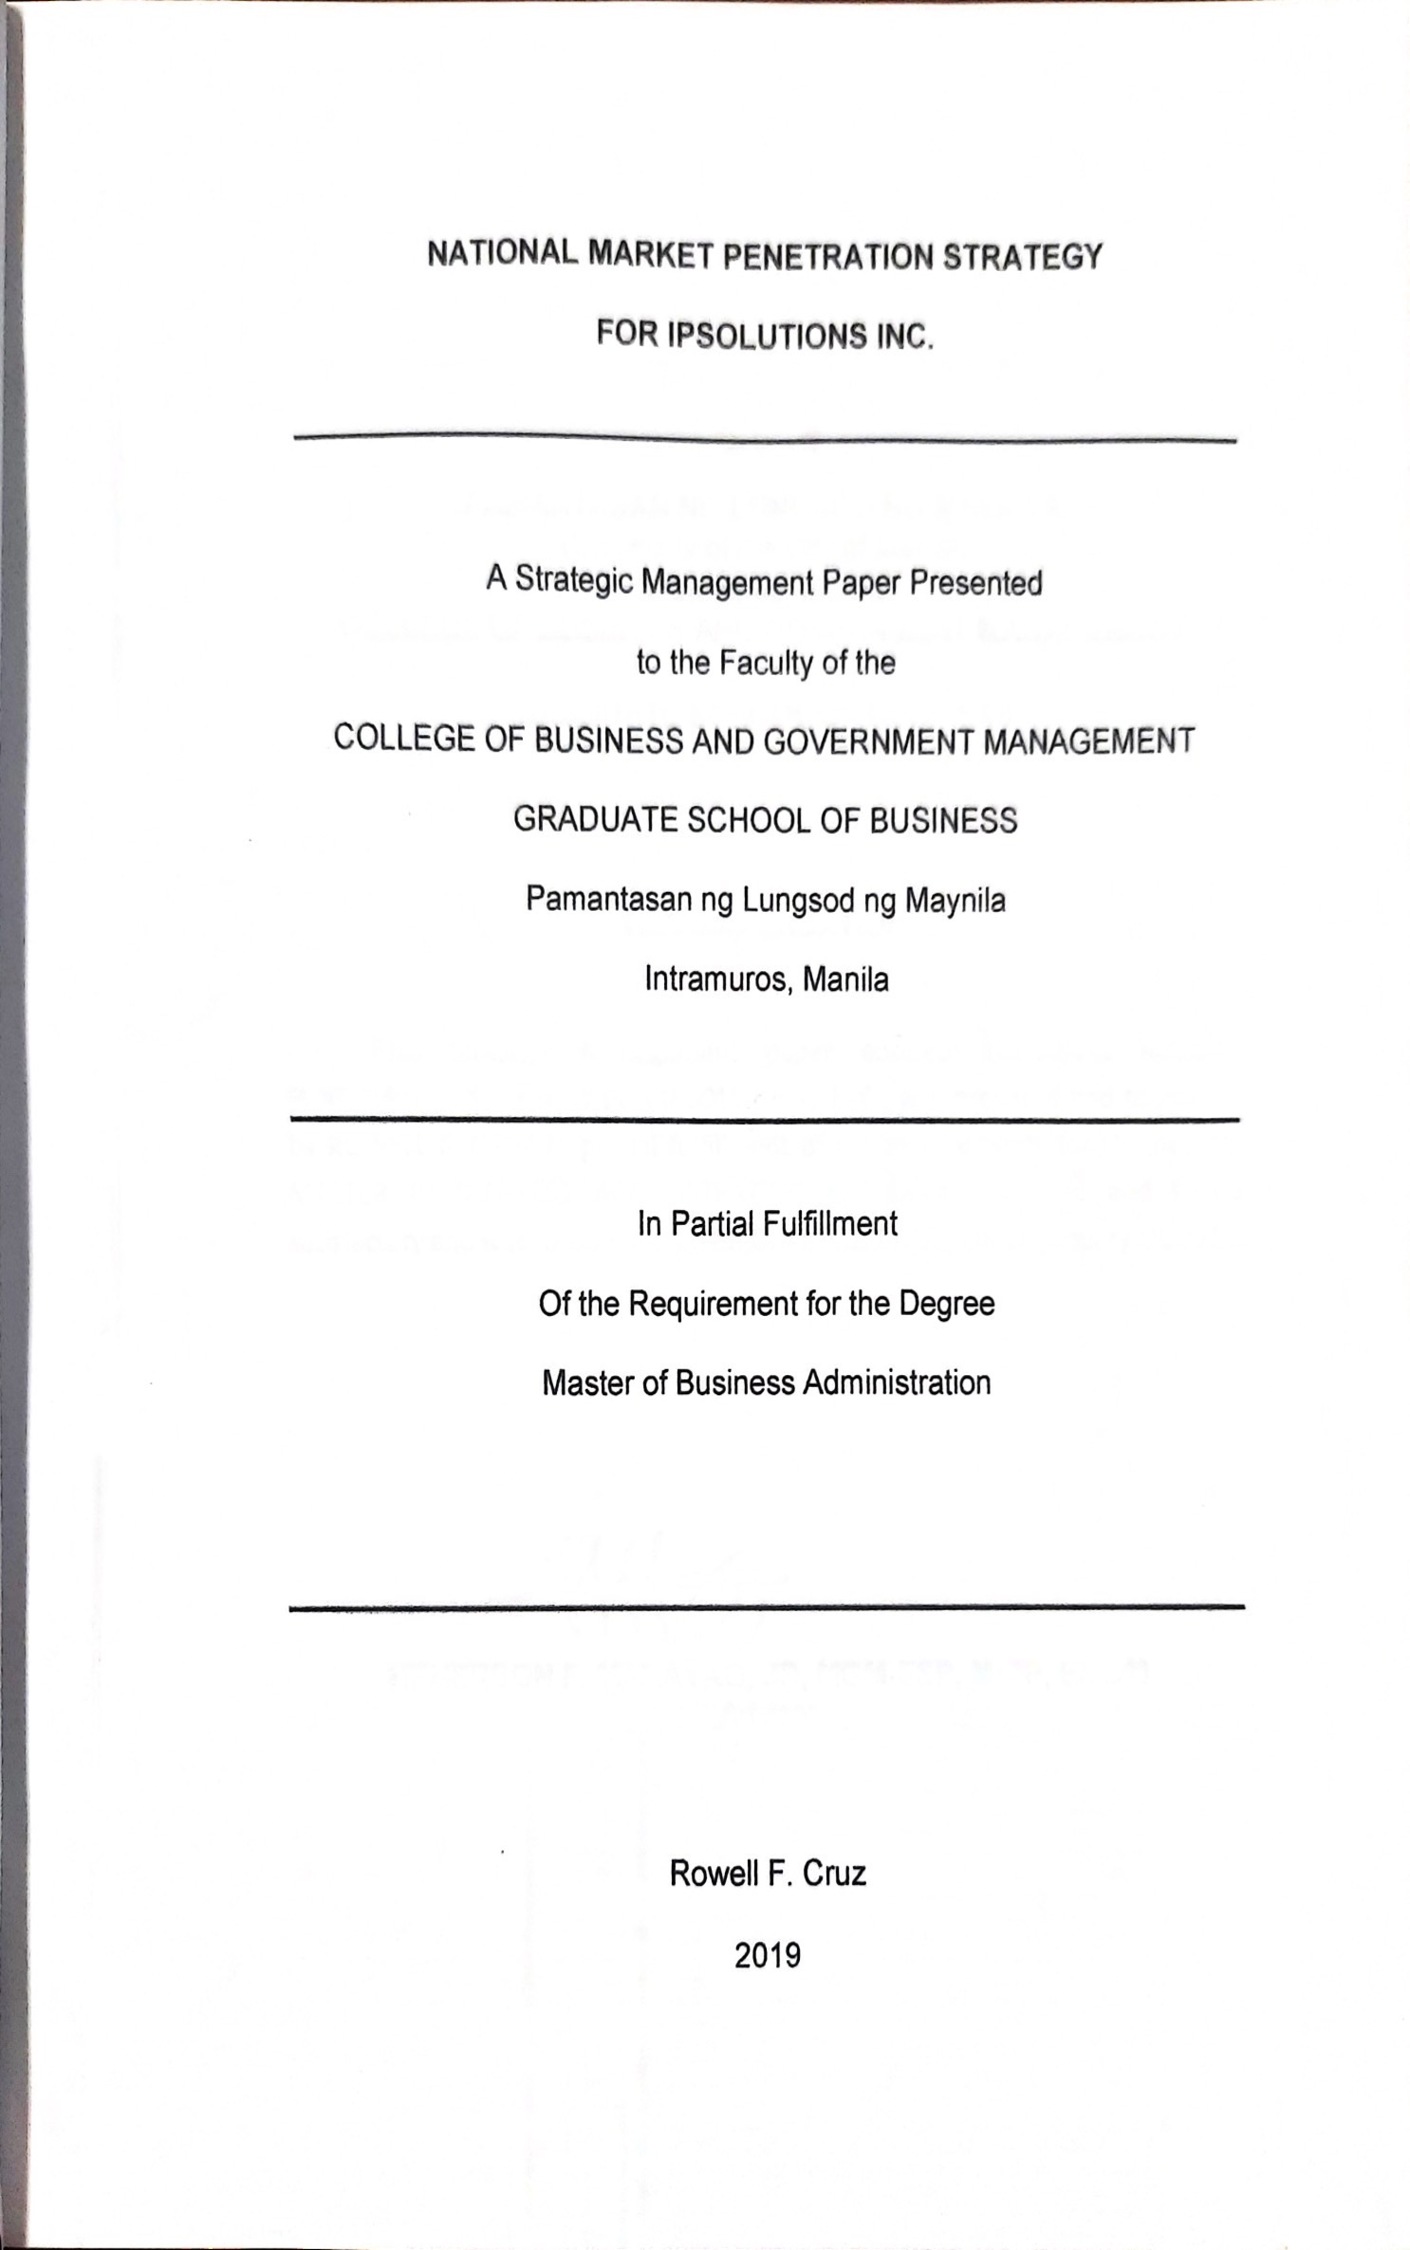 NATIONAL MARKET PENETRATION STRATEGY
FOR IPSOLUTIONS INC.
A Strategic Management Paper Presented
to the Faculty of the
COLLEGE OF BUSINESS AND GOVERNMENT MANAGEMENT
GRADUATE SCHOOL OF BUSINESS
Pamantasan ng Lungsod ng Maynila
Intramuros, Manila
In Partial Fulfillment
Of the Requirement for the Degree
Master of Business Administration
Rowell F. Cruz
2019